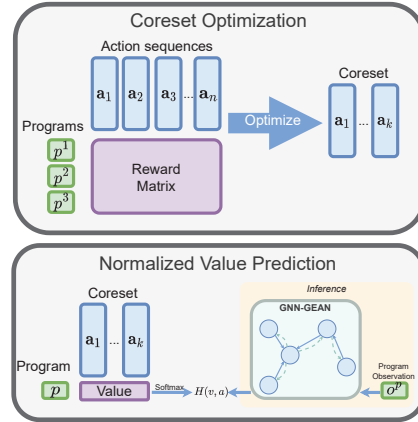 Coreset Optimization
Action sequences
a₁ a₂ a₃ ... aₙ
Optimize
Coreset
a₁ ... aₖ
Programs
p¹
p²
p³
Reward
Matrix
Normalized Value Prediction
Coreset
a₁ ... aₖ
Program
p
Value
Softmax
H(v, a)
Inference
GNN-GEAN
Program
Observation
oᵖ